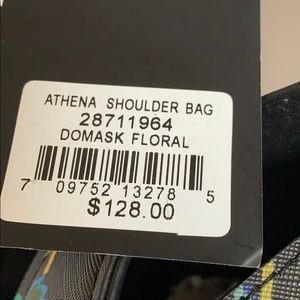 ATHENA SHOULDER BAG
28711964
DOMASK FLORAL
7 09752 13278 5
$128.00